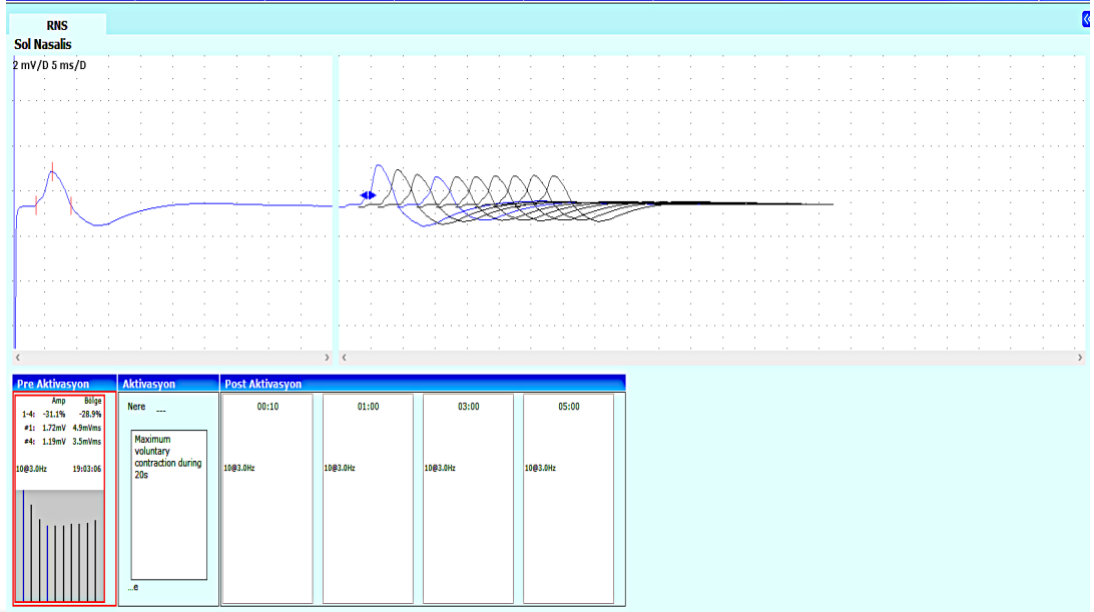 RNS
Sol Nasalis
2 mV/D 5 ms/D
Pre Aktivasyon
Amp Bölge
1-4: -31.1% -28.9%
#1: 1.72mV 4.9mVms
#4: 1.19mV 3.5mVms
10@3.0Hz 19:03:06
Aktivasyon
Nere __
Maximum
voluntary
contraction during
20s
...e
Post Aktivasyon
00:10
10@3.0Hz
01:00
10@3.0Hz
03:00
10@3.0Hz
05:00
10@3.0Hz